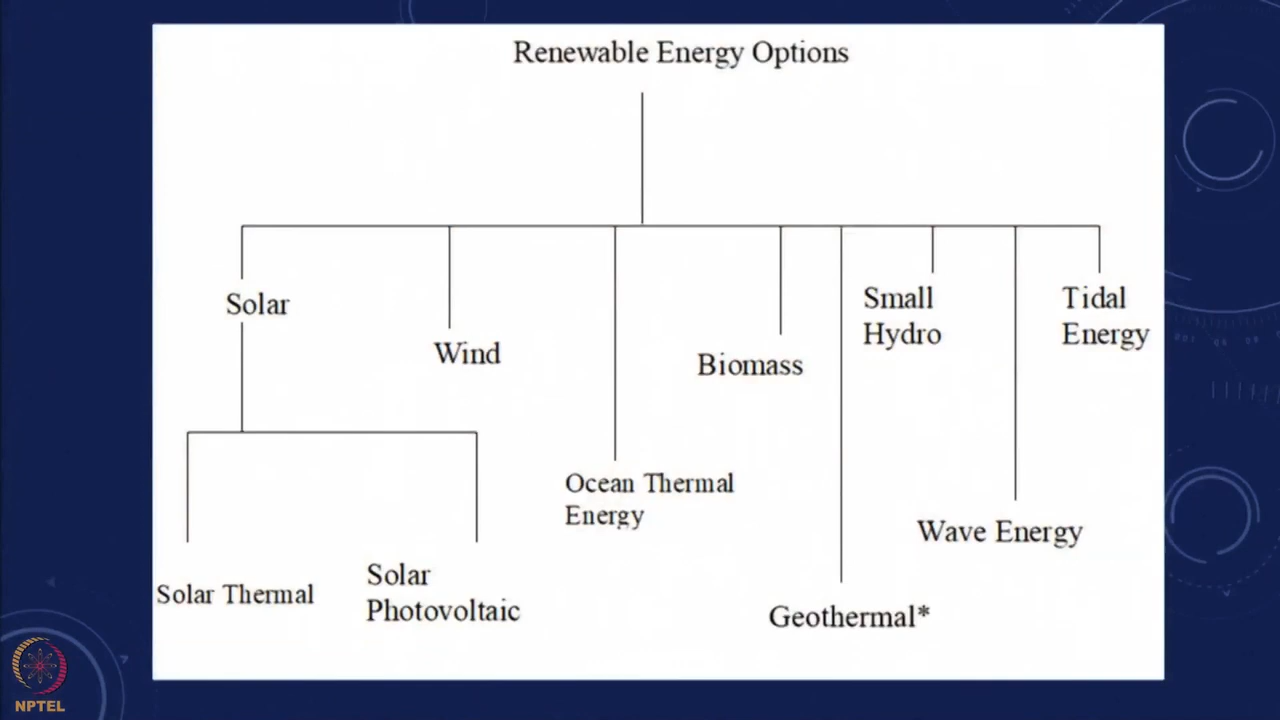 Renewable Energy Options
Solar
Wind
Ocean Thermal
Energy
Biomass
Geothermal*
Small
Hydro
Wave Energy
Tidal
Energy
Solar Thermal
Solar
Photovoltaic
NPTEL